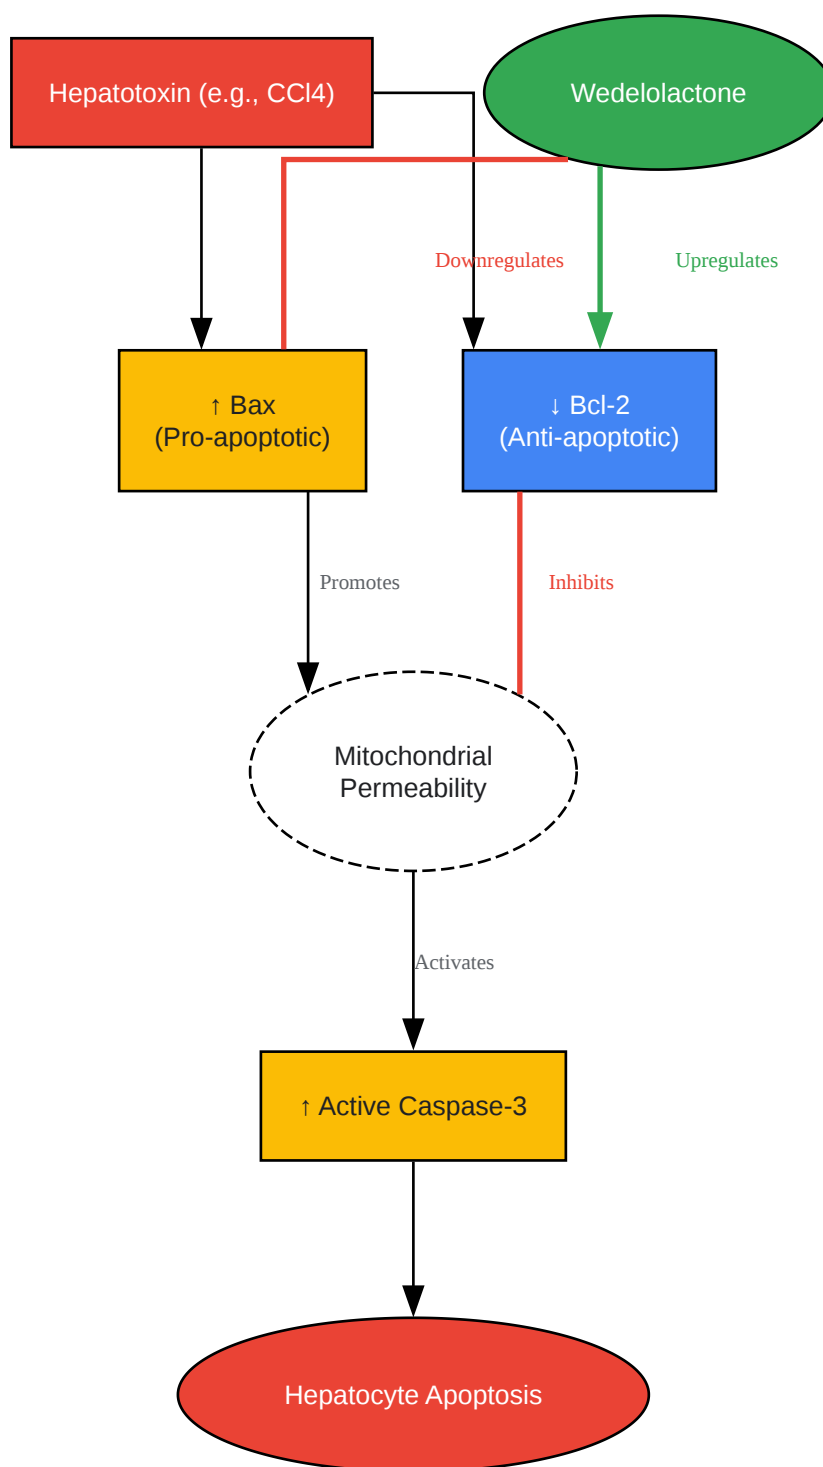 Hepatotoxin (e.g., CCl4)
Wedelolactone
Downregulates
Upregulates
↑ Bax
(Pro-apoptotic)
↓ Bcl-2
(Anti-apoptotic)
Promotes
Inhibits
Mitochondrial
Permeability
Activates
↑ Active Caspase-3
Hepatocyte Apoptosis